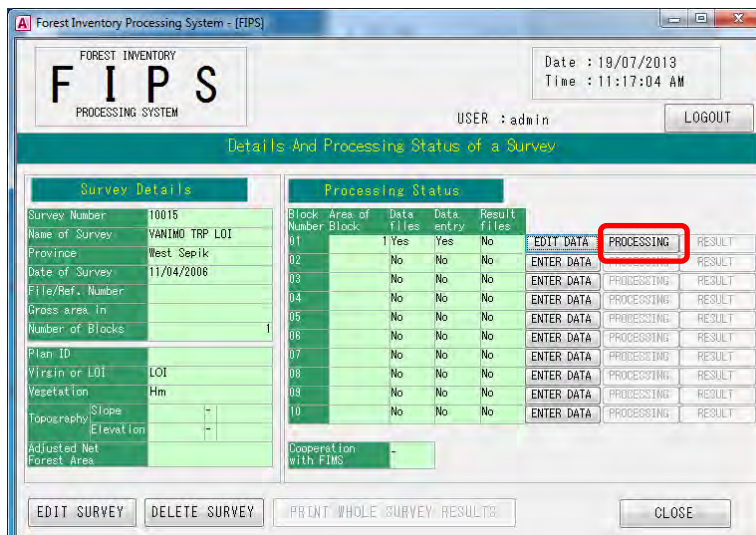 Forest Inventory Processing System - [FIPS]
FOREST INVENTORY
F I P S
PROCESSING SYSTEM
Date : 19/07/2013
Time : 11:17:04 AM
USER : admin
LOGOUT
Details And Processing Status of a Survey
Survey Details
Survey Number 10015
Name of Survey VANIMO TRP LOI
Province West Sepik
Date of Survey 11/04/2006
File/Ref. Number
Gross area in
Number of Blocks 1
Plan ID
Virgin or LOI LOI
Vegetation Hm
Topography Slope -
Elevation -
Adjusted Net
Forest Area
Processing Status
Block Area of Data Data Result
Number Block files entry files
01 1 Yes Yes No EDIT DATA PROCESSING RESULT
02 No No No ENTER DATA PROCESSING RESULT
03 No No No ENTER DATA PROCESSING RESULT
04 No No No ENTER DATA PROCESSING RESULT
05 No No No ENTER DATA PROCESSING RESULT
06 No No No ENTER DATA PROCESSING RESULT
07 No No No ENTER DATA PROCESSING RESULT
08 No No No ENTER DATA PROCESSING RESULT
09 No No No ENTER DATA PROCESSING RESULT
10 No No No ENTER DATA PROCESSING RESULT
Cooperation
with FIMS -
EDIT SURVEY DELETE SURVEY PRINT WHOLE SURVEY RESULTS CLOSE